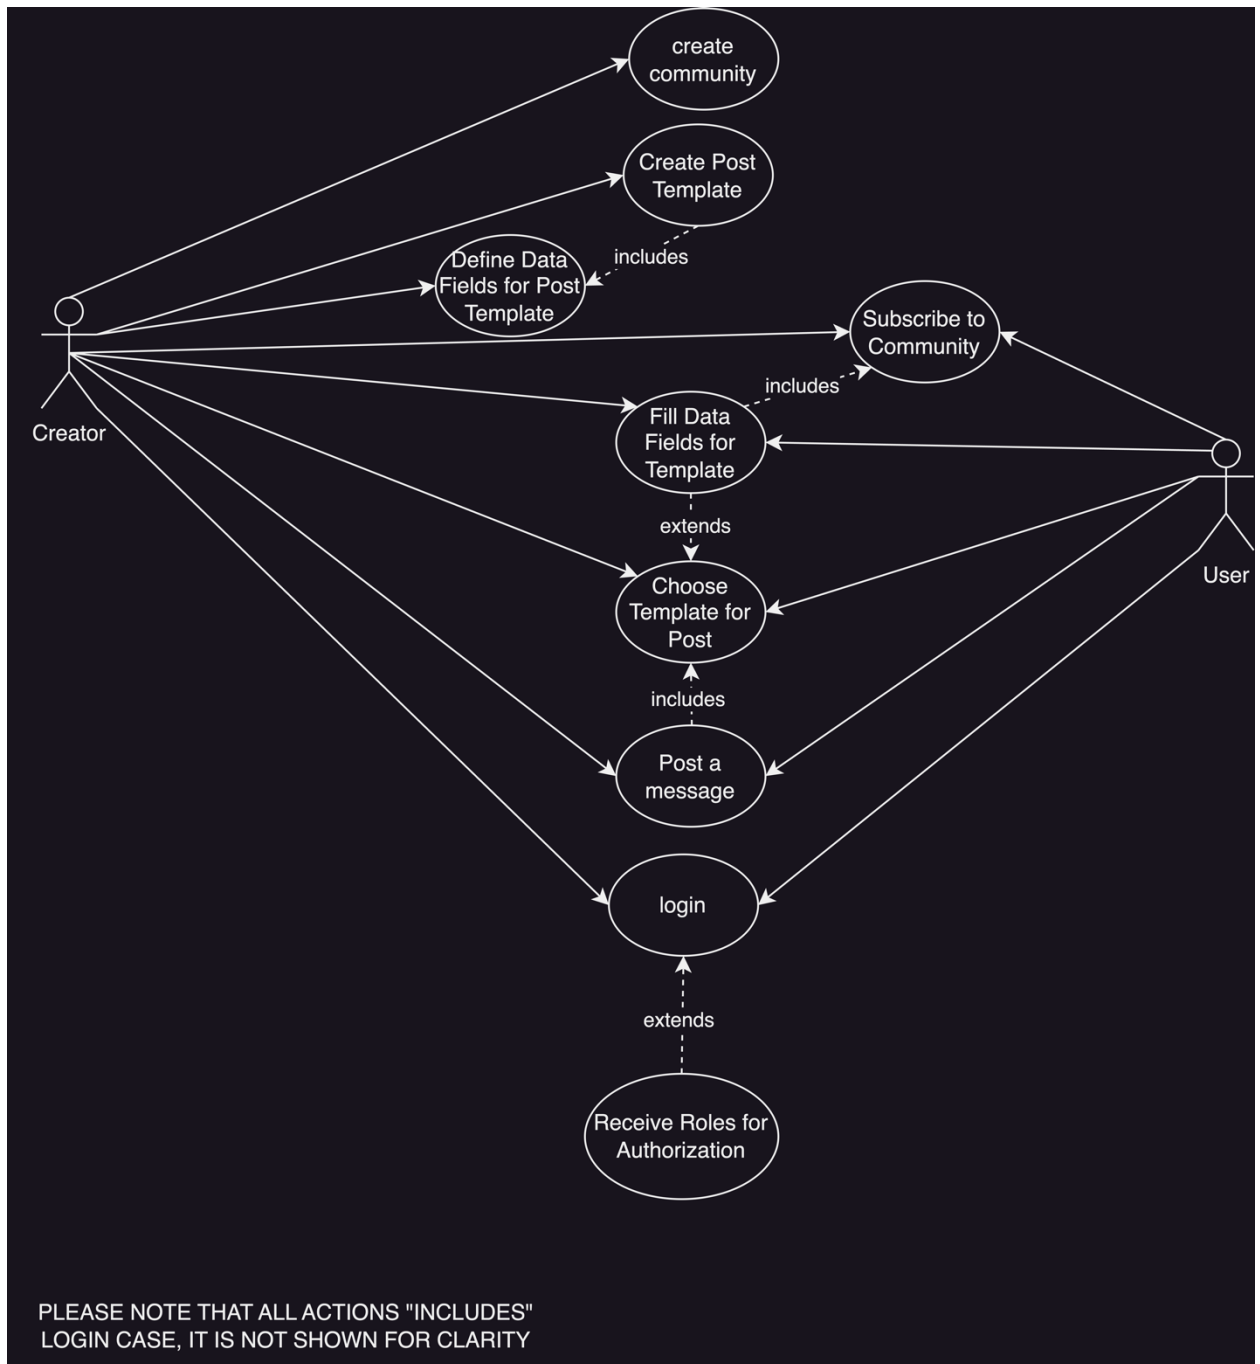 create
community
Create Post
Template
includes
Define Data
Fields for Post
Template
Subscribe to
Community
includes
Fill Data
Fields for
Template
Creator
extends
User
Choose
Template for
Post
includes
Post a
message
login
extends
Receive Roles for
Authorization
PLEASE NOTE THAT ALL ACTIONS "INCLUDES"
LOGIN CASE, IT IS NOT SHOWN FOR CLARITY